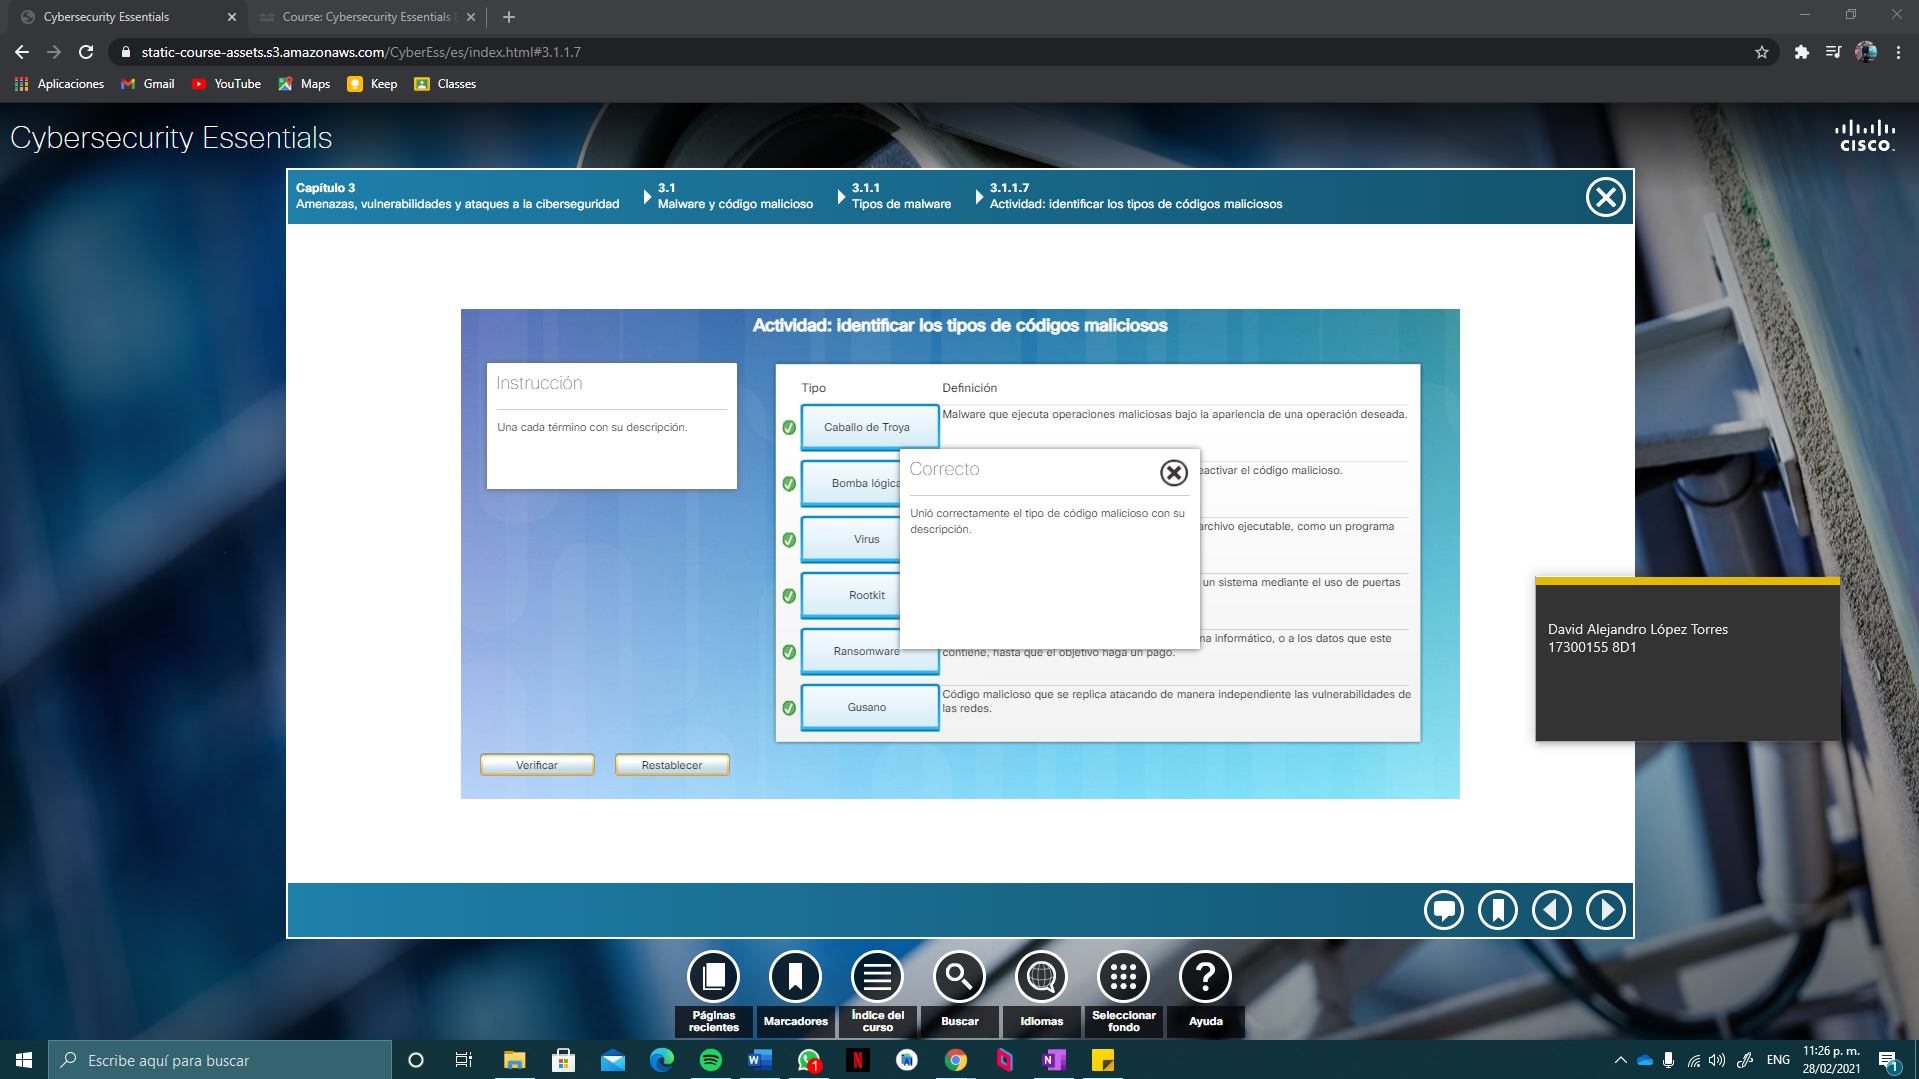 Cybersecurity Essentials
Course: Cybersecurity Essentials
static-course-assets.s3.amazonaws.com/CyberEss/es/index.html#3.1.1.7
Aplicaciones
Gmail
YouTube
Maps
Keep
Classes
Cybersecurity Essentials
CISCO
Capítulo 3
Amenazas, vulnerabilidades y ataques a la ciberseguridad
3.1
Malware y código malicioso
3.1.1
Tipos de malware
3.1.1.7
Actividad: identificar los tipos de códigos maliciosos
Actividad: identificar los tipos de códigos maliciosos
Instrucción
Una cada término con su descripción.
Tipo
Definición
Caballo de Troya
Malware que ejecuta operaciones maliciosas bajo la apariencia de una operación deseada.
Bomba lógica
el código malicioso.
Virus
archivo ejecutable, como un programa
Rootkit
un sistema mediante el uso de puertas
Ransomware
informático, o a los datos que este
contiene, hasta que el objetivo haga un pago.
Gusano
Código malicioso que se replica atacando de manera independiente las vulnerabilidades de
las redes.
Correcto
Unió correctamente el tipo de código malicioso con su
descripción.
Verificar
Restablecer
David Alejandro López Torres
17300155 8D1
Páginas
recientes
Marcadores
Índice del
curso
Buscar
Idiomas
Seleccionar
fondo
Ayuda
Escribe aquí para buscar
1
ENG
11:26 p. m.
28/02/2021
1